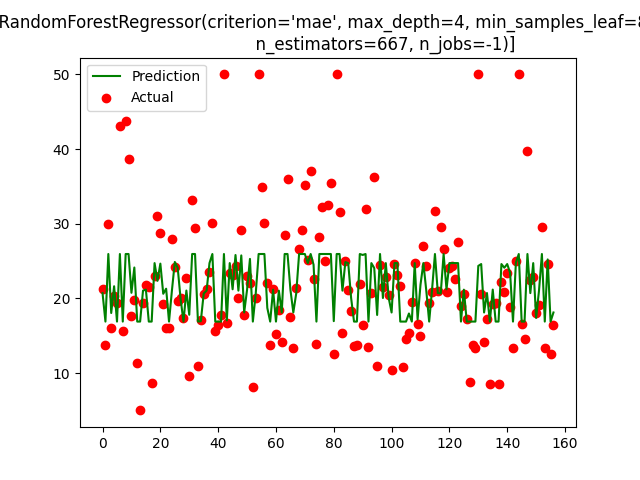 RandomForestRegressor(criterion='mae', max_depth=4, min_samples_leaf=8
n_estimators=667, n_jobs=-1)]
Prediction
Actual
50
40
30
20
10
0 20 40 60 80 100 120 140 160